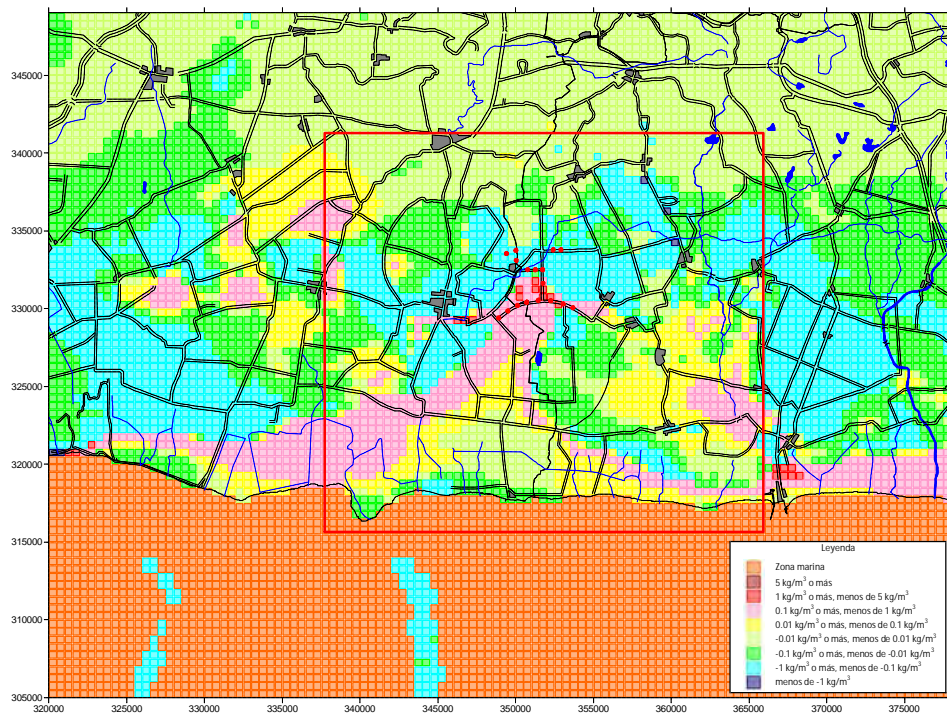 345000
340000
335000
330000
325000
320000
315000
310000
305000
320000 325000 330000 335000 340000 345000 350000 355000 360000 365000 370000 375000
Leyenda
Zona marina
5 kg/m³ o más
1 kg/m³ o más, menos de 5 kg/m³
0.1 kg/m³ o más, menos de 1 kg/m³
0.01 kg/m³ o más, menos de 0.1 kg/m³
-0.01 kg/m³ o más, menos de 0.01 kg/m³
-0.1 kg/m³ o más, menos de -0.01 kg/m³
-1 kg/m³ o más, menos de -0.1 kg/m³
menos de -1 kg/m³